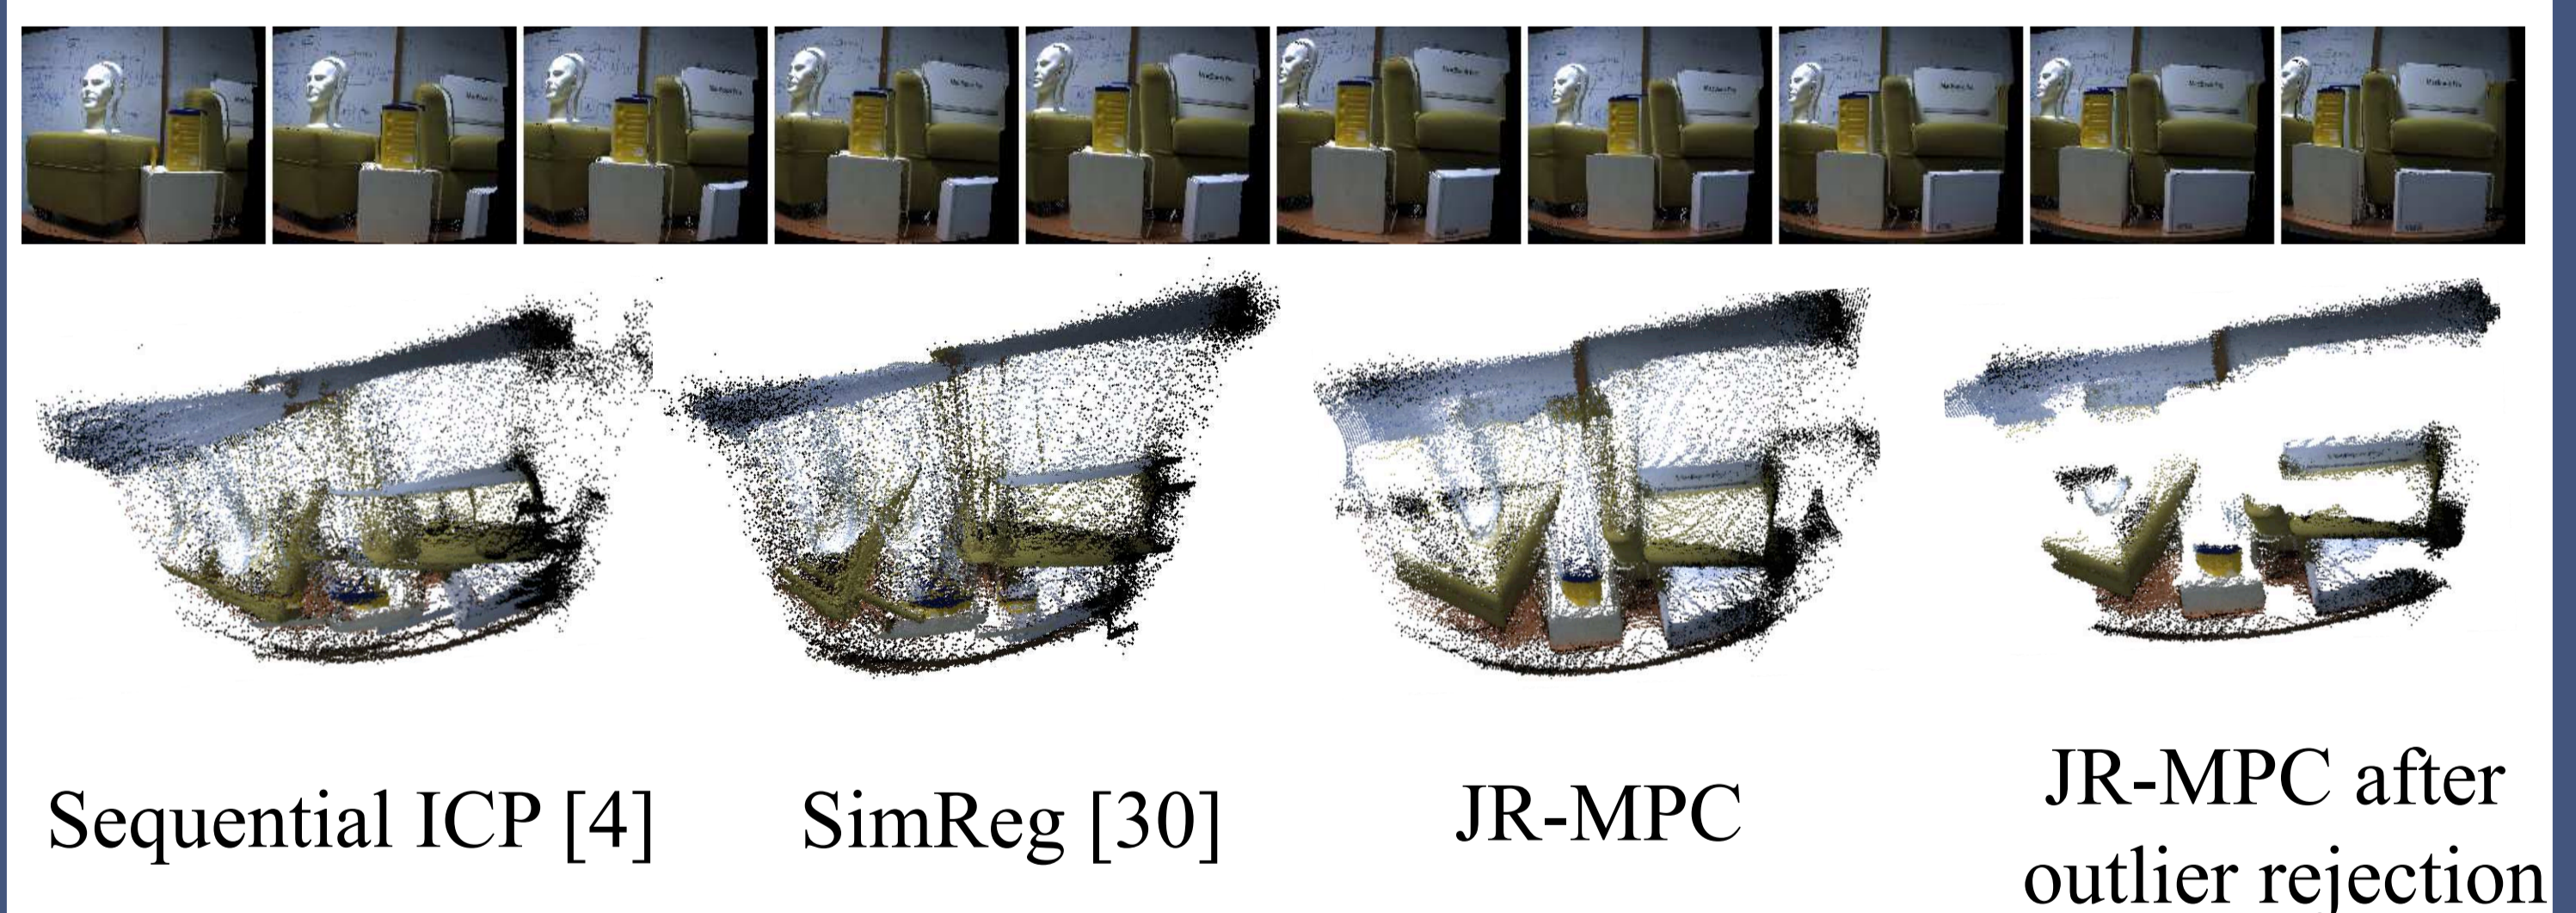 Sequential ICP [4]
SimReg [30]
JR-MPC
JR-MPC after
outlier rejection